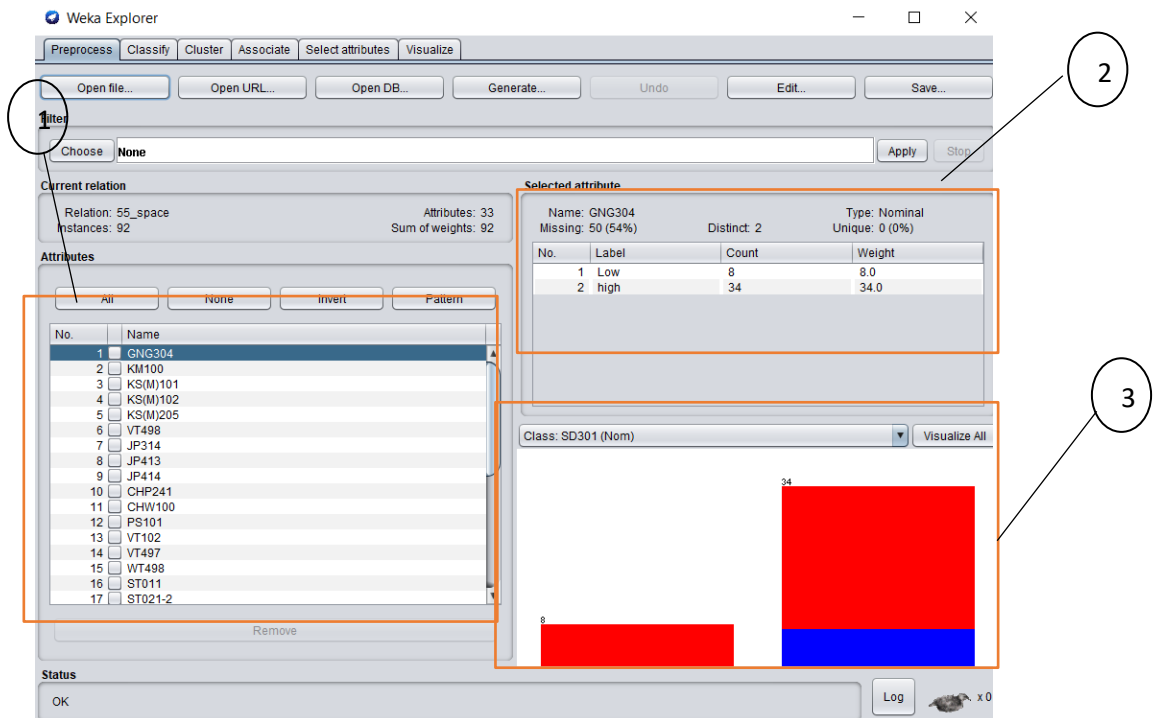 Weka Explorer
Preprocess Classify Cluster Associate Select attributes Visualize
Open file... Open URL... Open DB... Generate... Undo Edit... Save...
2
1
Filter
Choose None Apply Stop
Current relation
Relation: 55_space Attributes: 33
Instances: 92 Sum of weights: 92
Selected attribute
Name: GNG304 Type: Nominal
Missing: 50 (54%) Distinct: 2 Unique: 0 (0%)
No. Label Count Weight
1 Low 8 8.0
2 high 34 34.0
Attributes
All None Invert Pattern
No. Name
1 GNG304
2 KM100
3 KS(M)101
4 KS(M)102
5 KS(M)205
6 VT498
7 JP314
8 JP413
9 JP414
10 CHP241
11 CHW100
12 PS101
13 VT102
14 VT497
15 WT498
16 ST011
17 ST021-2
Remove
3
Class: SD301 (Nom) Visualize All
34
8
Status
OK
Log x 0